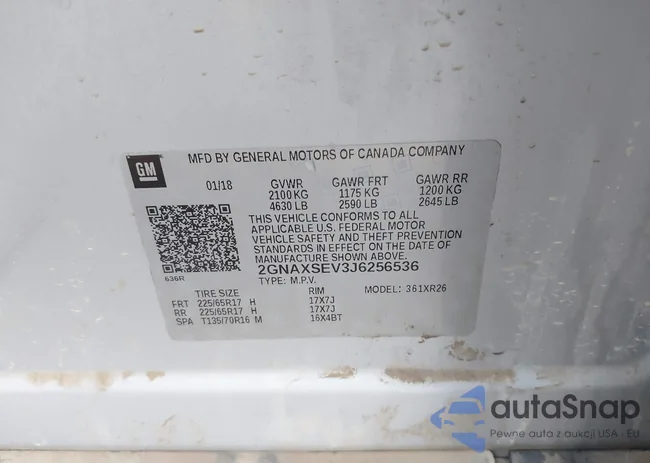 GM
MFD BY GENERAL MOTORS OF CANADA COMPANY
01/18 GVWR GAWR FRT GAWR RR
2100 KG 1175 KG 1200 KG
4630 LB 2590 LB 2645 LB
THIS VEHICLE CONFORMS TO ALL
APPLICABLE U.S. FEDERAL MOTOR
VEHICLE SAFETY AND THEFT PREVENTION
STANDARDS IN EFFECT ON THE DATE OF
MANUFACTURE SHOWN ABOVE.
2GNAXSEV3J6256536
636R TYPE: M.P.V.
TIRE SIZE RIM MODEL: 361XR26
FRT 225/65R17 H 17X7J
RR 225/65R17 H 17X7J
SPA T135/70R16 M 16X4BT
autaSnap
Pewne auta z aukcji USA - EU